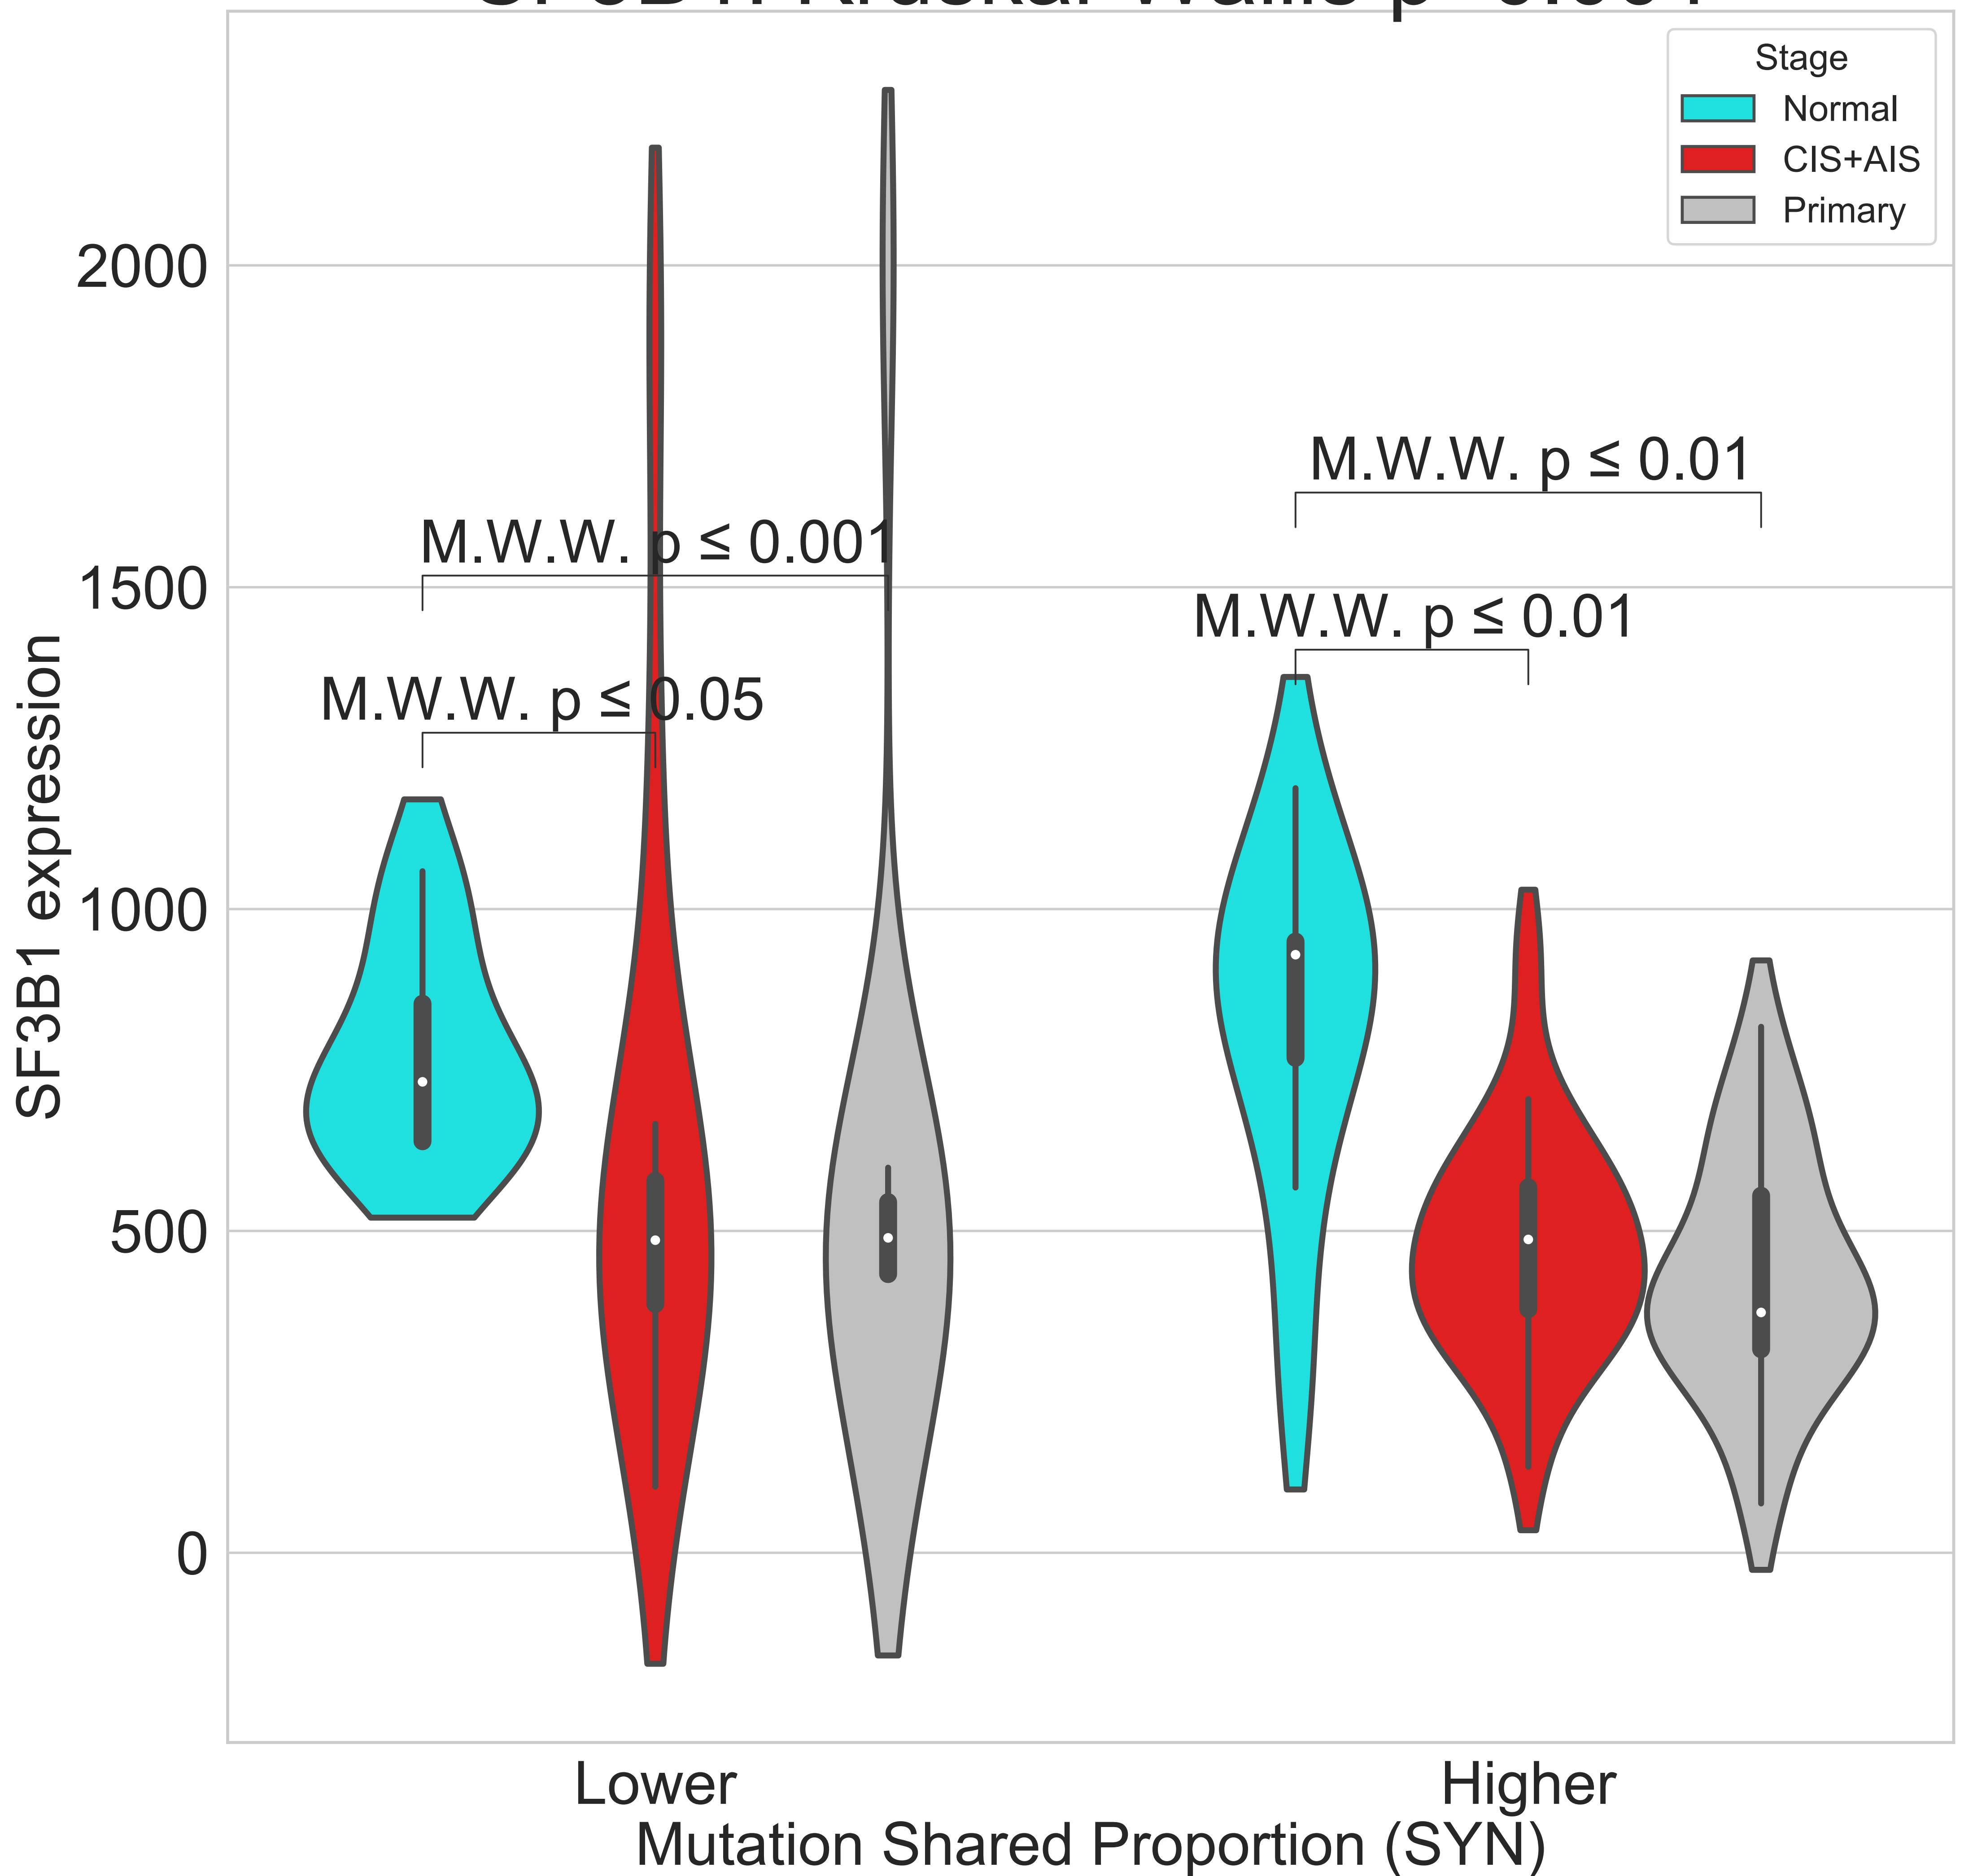 Stage
Normal
CIS+AIS
Primary
2000
1500
1000
500
0
SF3B1 expression
M.W.W. p ≤ 0.01
M.W.W. p ≤ 0.001
M.W.W. p ≤ 0.01
M.W.W. p ≤ 0.05
Lower
Higher
Mutation Shared Proportion (SYN)